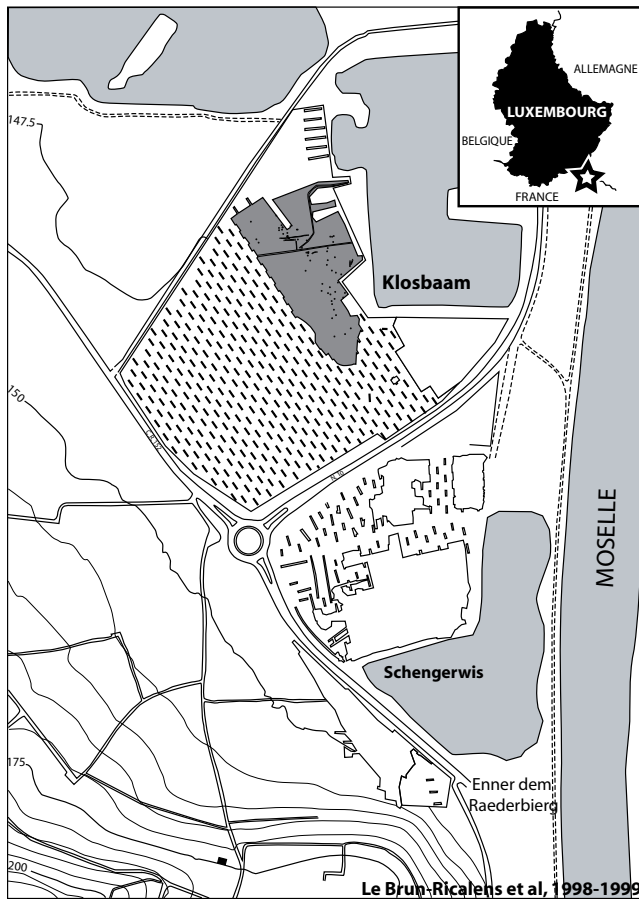 ALLEMAGNE
LUXEMBOURG
BELGIQUE
FRANCE
147.5
Klosbaam
150
N.10
MOSELLE
Schengerwis
175
Enner dem
Raederbierg
200
Le Brun-Ricalens et al, 1998-1999